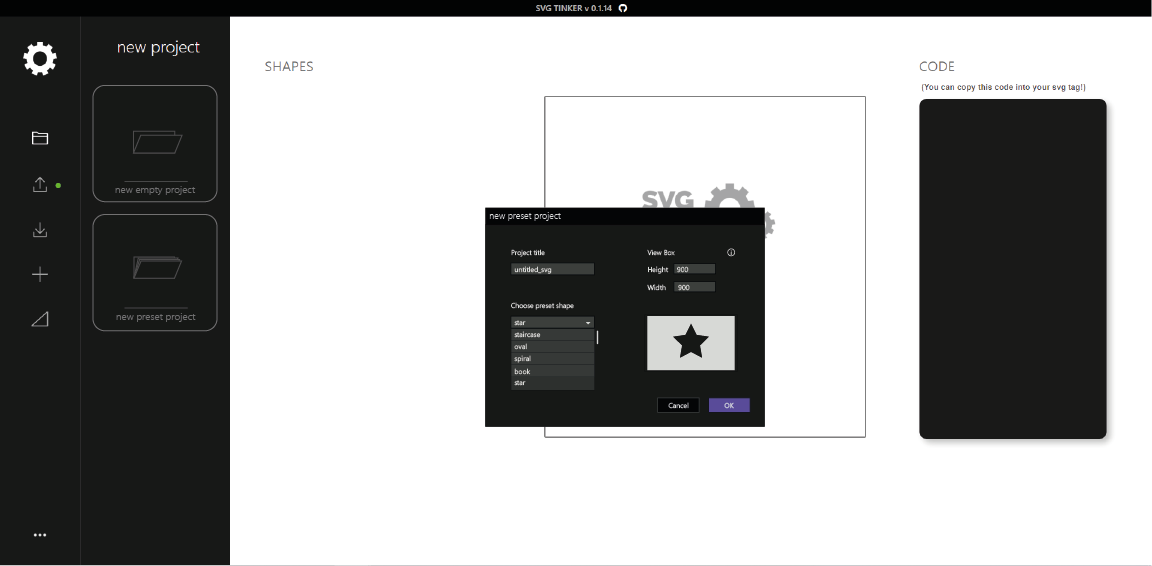 SVG TINKER v 0.1.14
new project
new empty project
new preset project
SHAPES
SVG
CODE
(You can copy this code into your svg tag!)
new preset project
Project title
untitled_svg
Choose preset shape
star
staircase
oval
spiral
book
star
View Box
Height 900
Width 900
Cancel
OK